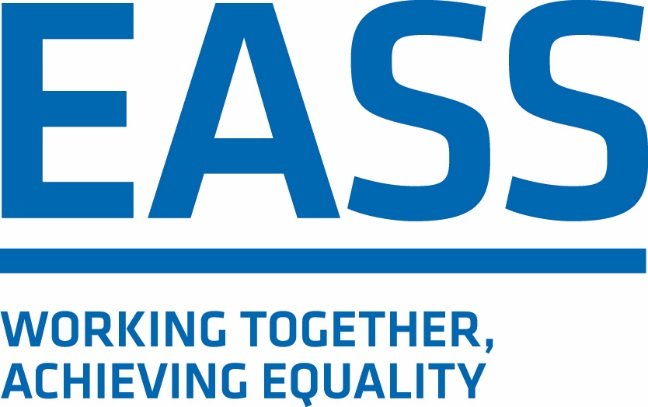 EASS
WORKING TOGETHER,
ACHIEVING EQUALITY